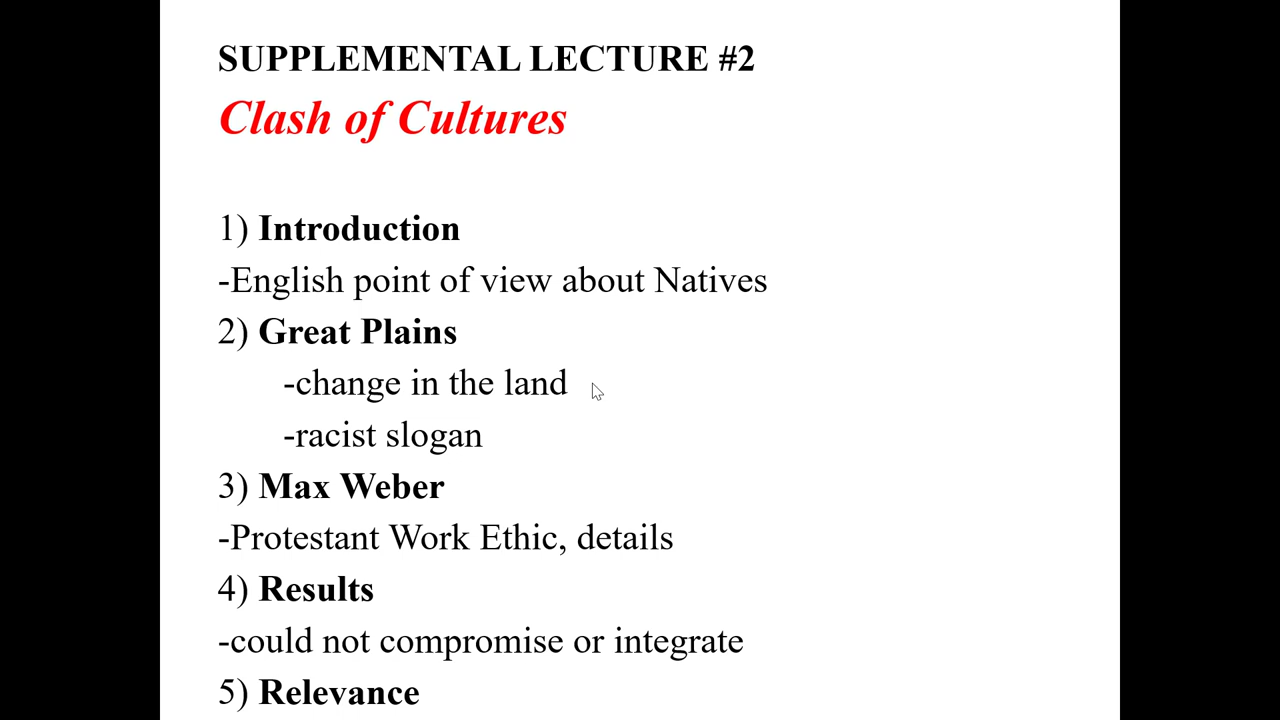 SUPPLEMENTAL LECTURE #2
Clash of Cultures
1) Introduction
-English point of view about Natives
2) Great Plains
-change in the land
-racist slogan
3) Max Weber
-Protestant Work Ethic, details
4) Results
-could not compromise or integrate
5) Relevance